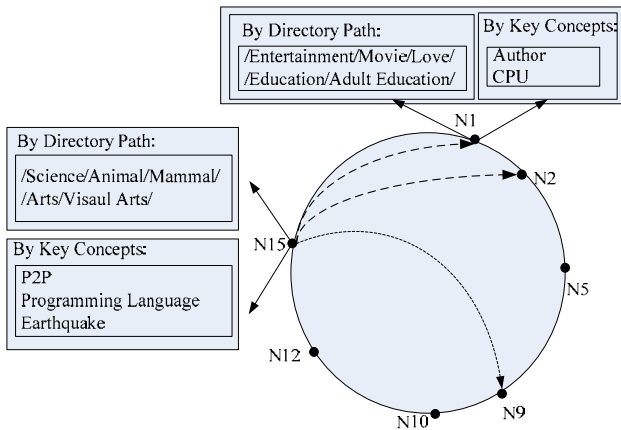 By Directory Path:
/Entertainment/Movie/Love/
/Education/Adult Education/
By Key Concepts:
Author
CPU
N1
N2
By Directory Path:
/Science/Animal/Mammal/
/Arts/Visaul Arts/
N15
By Key Concepts:
P2P
Programming Language
Earthquake
N5
N12
N10
N9